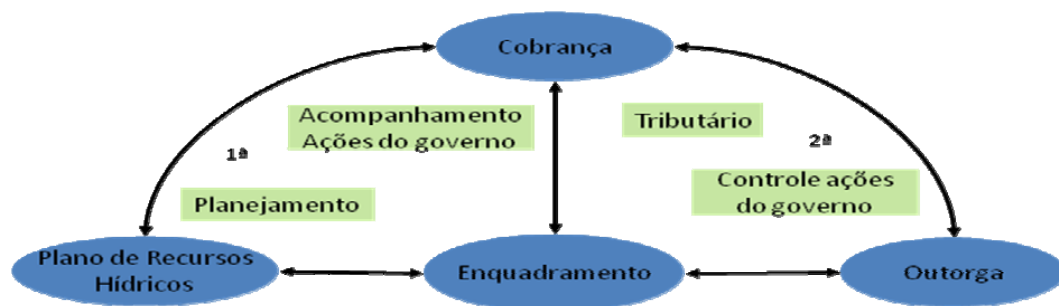 Cobrança
Acompanhamento
Ações do governo
Tributário
1ª
2ª
Planejamento
Controle ações
do governo
Plano de Recursos
Hídricos
Enquadramento
Outorga